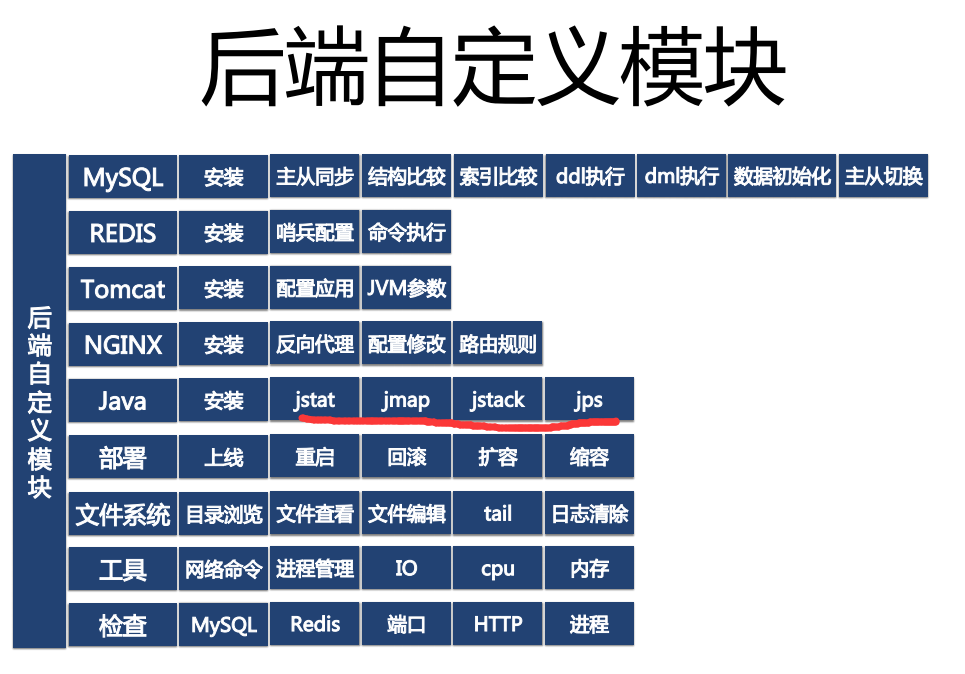 后端自定义模块
后端自定义模块
MySQL 安装 主从同步 结构比较 索引比较 ddl执行 dml执行 数据初始化 主从切换
REDIS 安装 哨兵配置 命令执行
Tomcat 安装 配置应用 JVM参数
NGINX 安装 反向代理 配置修改 路由规则
Java 安装 jstat jmap jstack jps
部署 上线 重启 回滚 扩容 缩容
文件系统 目录浏览 文件查看 文件编辑 tail 日志清除
工具 网络命令 进程管理 IO cpu 内存
检查 MySQL Redis 端口 HTTP 进程